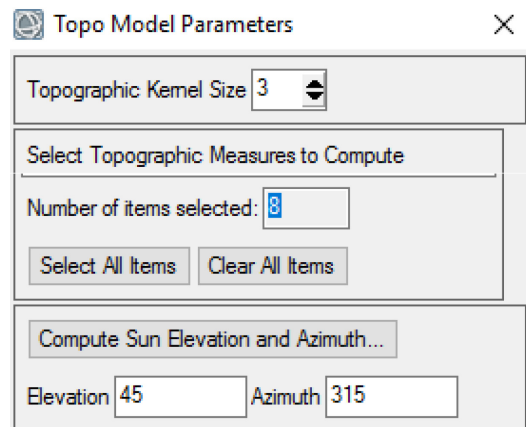 Topo Model Parameters
Topographic Kernel Size 3
Select Topographic Measures to Compute
Number of items selected: 8
Select All Items Clear All Items
Compute Sun Elevation and Azimuth...
Elevation 45 Azimuth 315